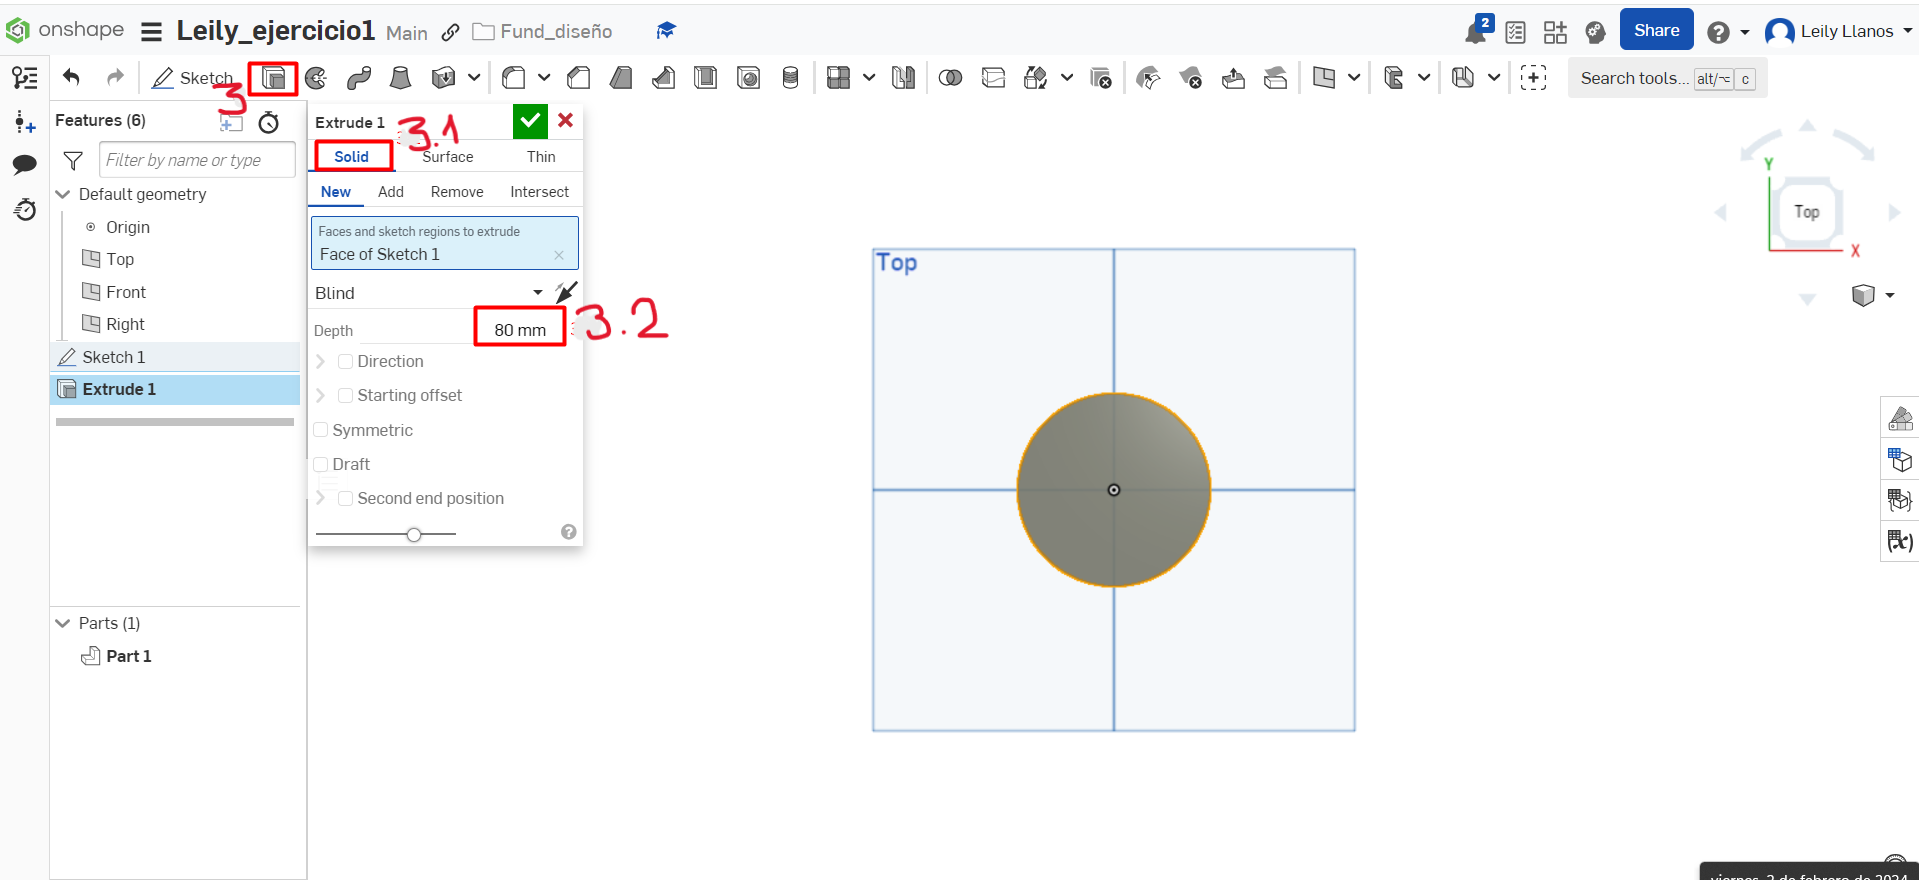 onshape Leily_ejercicio1 Main Fund_diseño 2 Share Leily Llanos
Sketch Search tools... alt/⌥ c
3
Features (6)
Filter by name or type
Default geometry
Origin
Top
Front
Right
Sketch 1
Extrude 1
Parts (1)
Part 1
Extrude 1
3.1
Solid Surface Thin
New Add Remove Intersect
Faces and sketch regions to extrude
Face of Sketch 1
Blind
Depth 80 mm
3.2
Direction
Starting offset
Symmetric
Draft
Second end position
Top
Y
Top
X
(x)
viernes, 2 de febrero de 2024